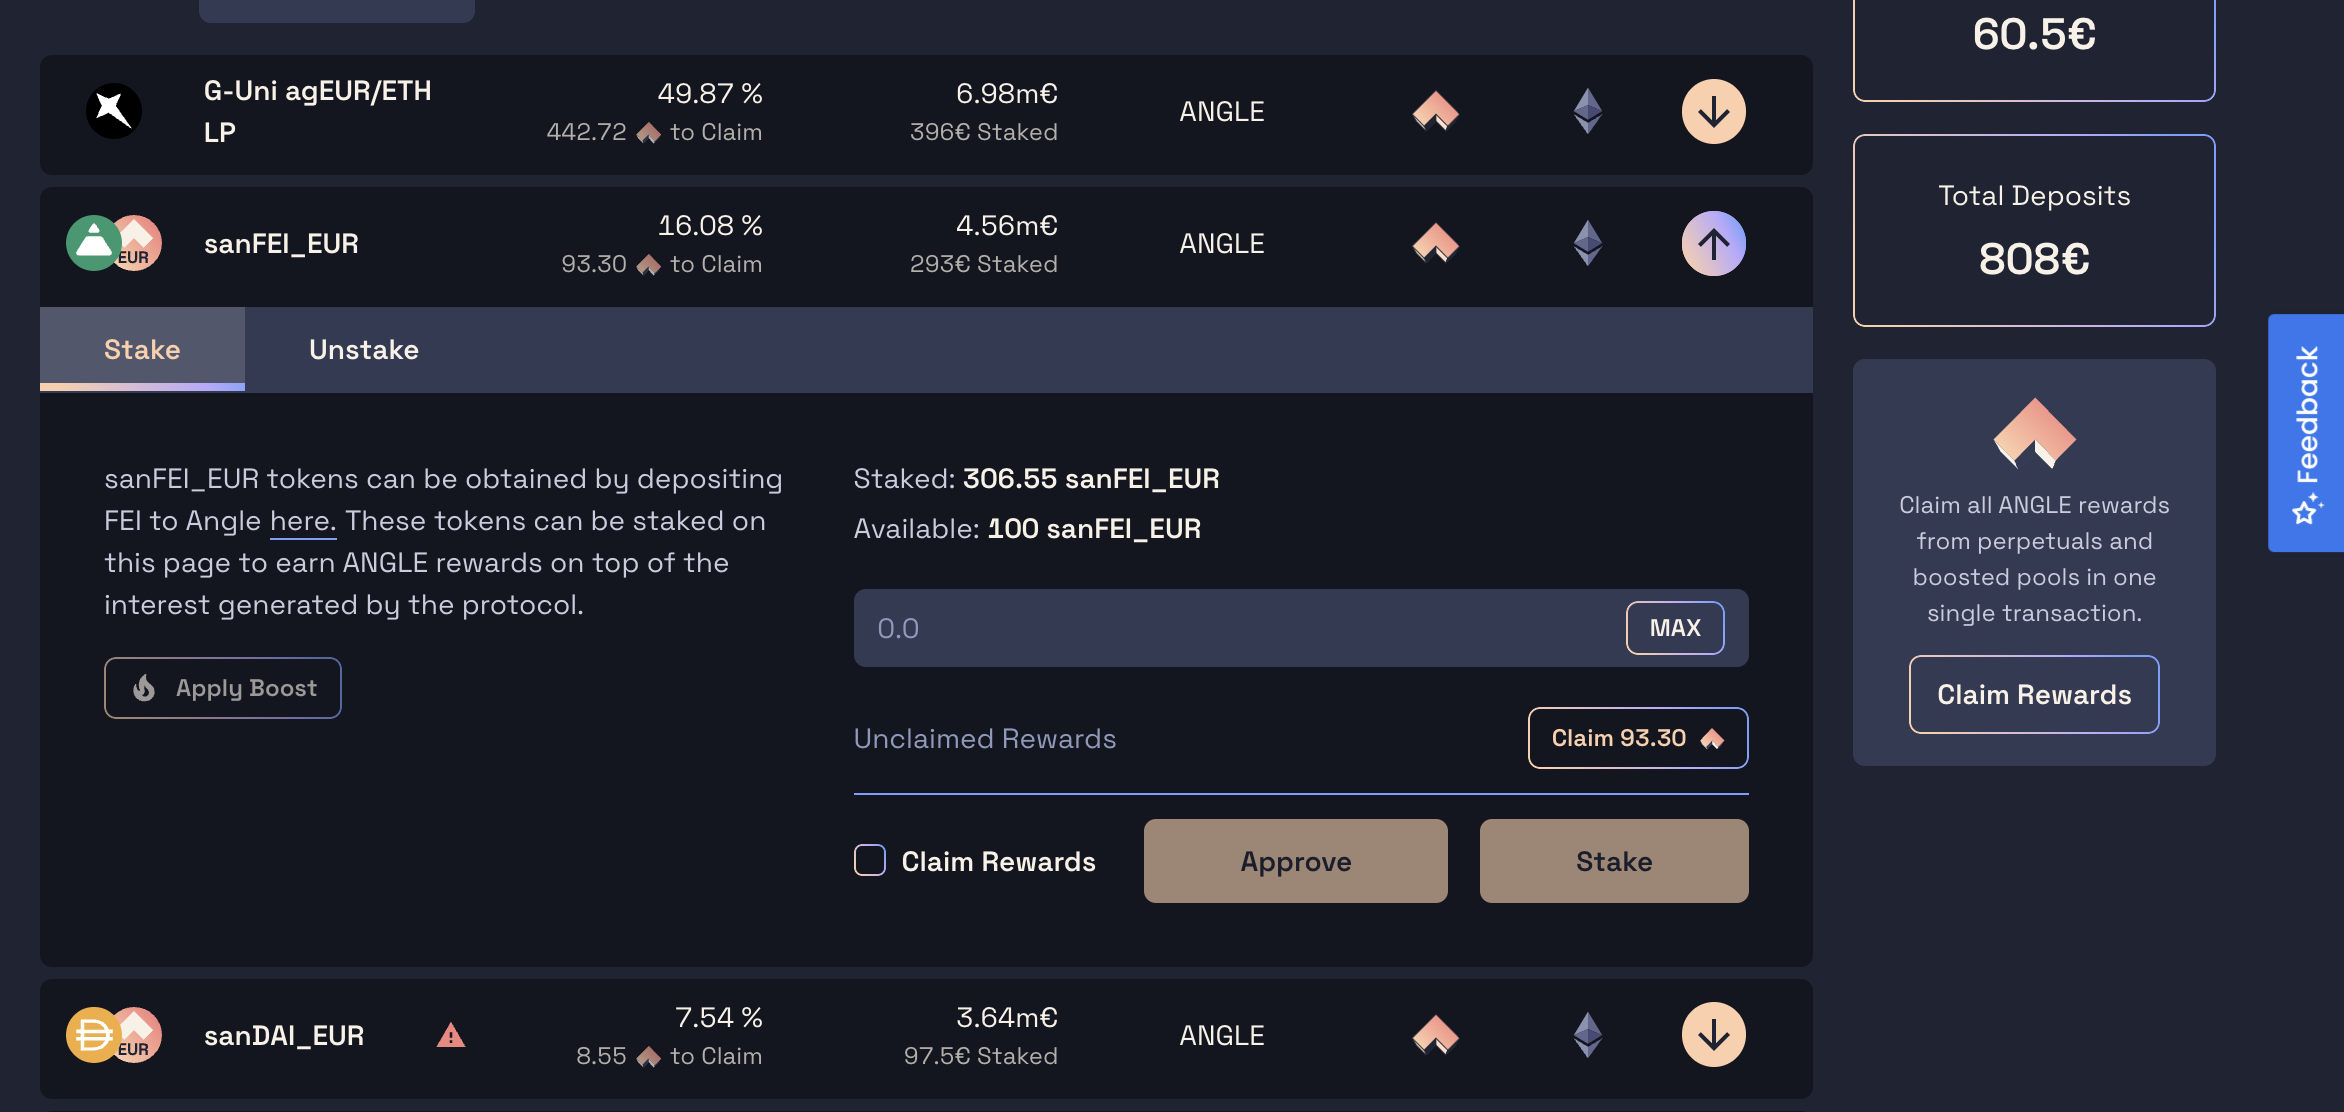 60.5€
G-Uni agEUR/ETH
LP
49.87 %
442.72 to Claim
6.98m€
396€ Staked
ANGLE
Total Deposits
808€
EUR
sanFEI_EUR
16.08 %
93.30 to Claim
4.56m€
293€ Staked
ANGLE
Stake
Unstake
sanFEI_EUR tokens can be obtained by depositing
FEI to Angle here. These tokens can be staked on
this page to earn ANGLE rewards on top of the
interest generated by the protocol.
Apply Boost
Staked: 306.55 sanFEI_EUR
Available: 100 sanFEI_EUR
0.0
MAX
Unclaimed Rewards
Claim 93.30
Claim Rewards
Approve
Stake
Claim all ANGLE rewards
from perpetuals and
boosted pools in one
single transaction.
Claim Rewards
Feedback
EUR
sanDAI_EUR
7.54 %
8.55 to Claim
3.64m€
97.5€ Staked
ANGLE